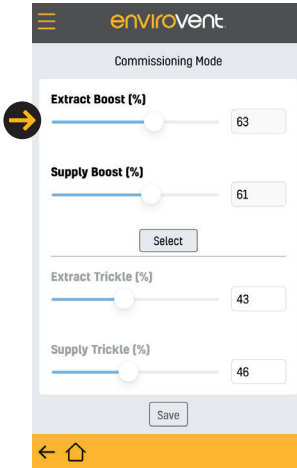 envirovent
Commissioning Mode
Extract Boost (%)
63
Supply Boost (%)
61
Select
Extract Trickle (%)
43
Supply Trickle (%)
46
Save